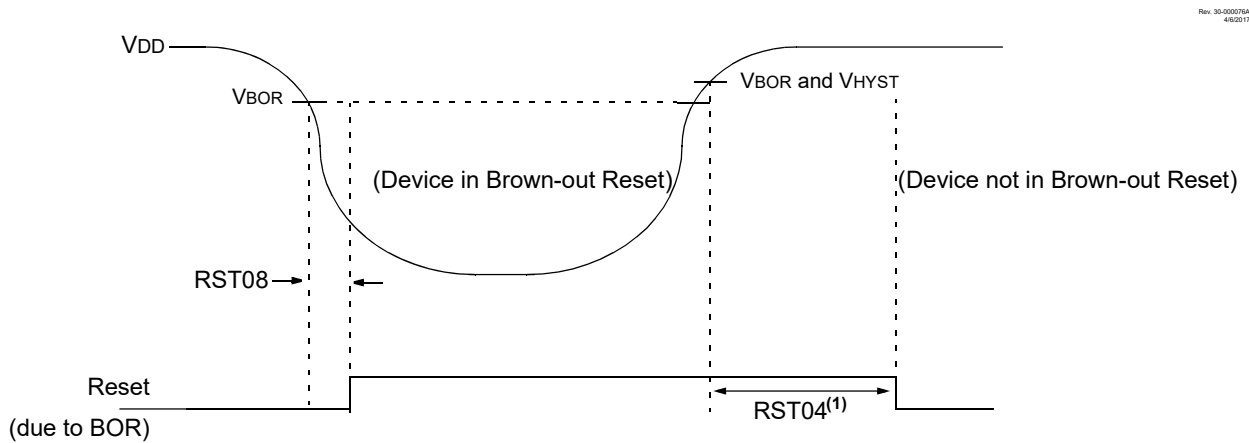 Rev. 30-000076A
4/6/2017
VDD
VBOR
VBOR and VHYST
(Device in Brown-out Reset)
(Device not in Brown-out Reset)
RST08
Reset
(due to BOR)
RST04(1)